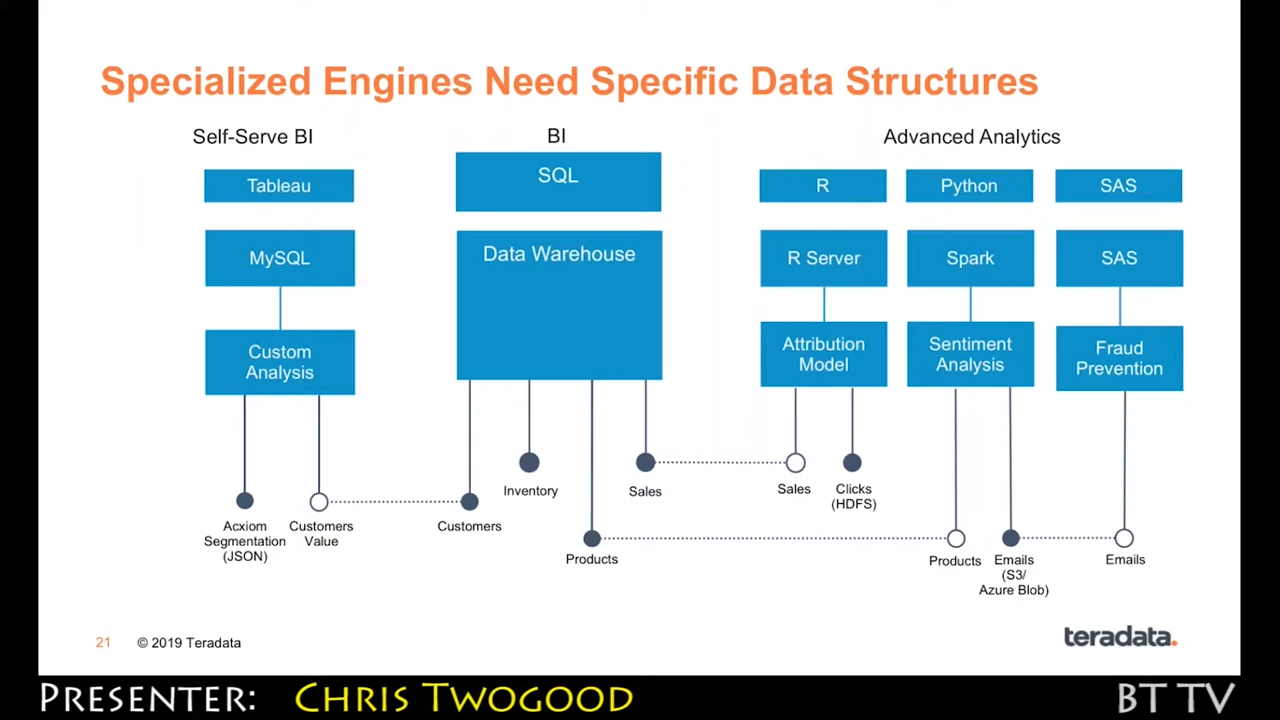 Specialized Engines Need Specific Data Structures
Self-Serve BI
BI
Advanced Analytics
Tableau
SQL
R
Python
SAS
MySQL
Data Warehouse
R Server
Spark
SAS
Custom
Analysis
Attribution
Model
Sentiment
Analysis
Fraud
Prevention
Acxiom
Segmentation
(JSON)
Customers
Value
Customers
Inventory
Products
Sales
Sales
Clicks
(HDFS)
Products
Emails
(S3/
Azure Blob)
Emails
21
© 2019 Teradata
teradata.
Presenter: Chris Twogood
BT TV